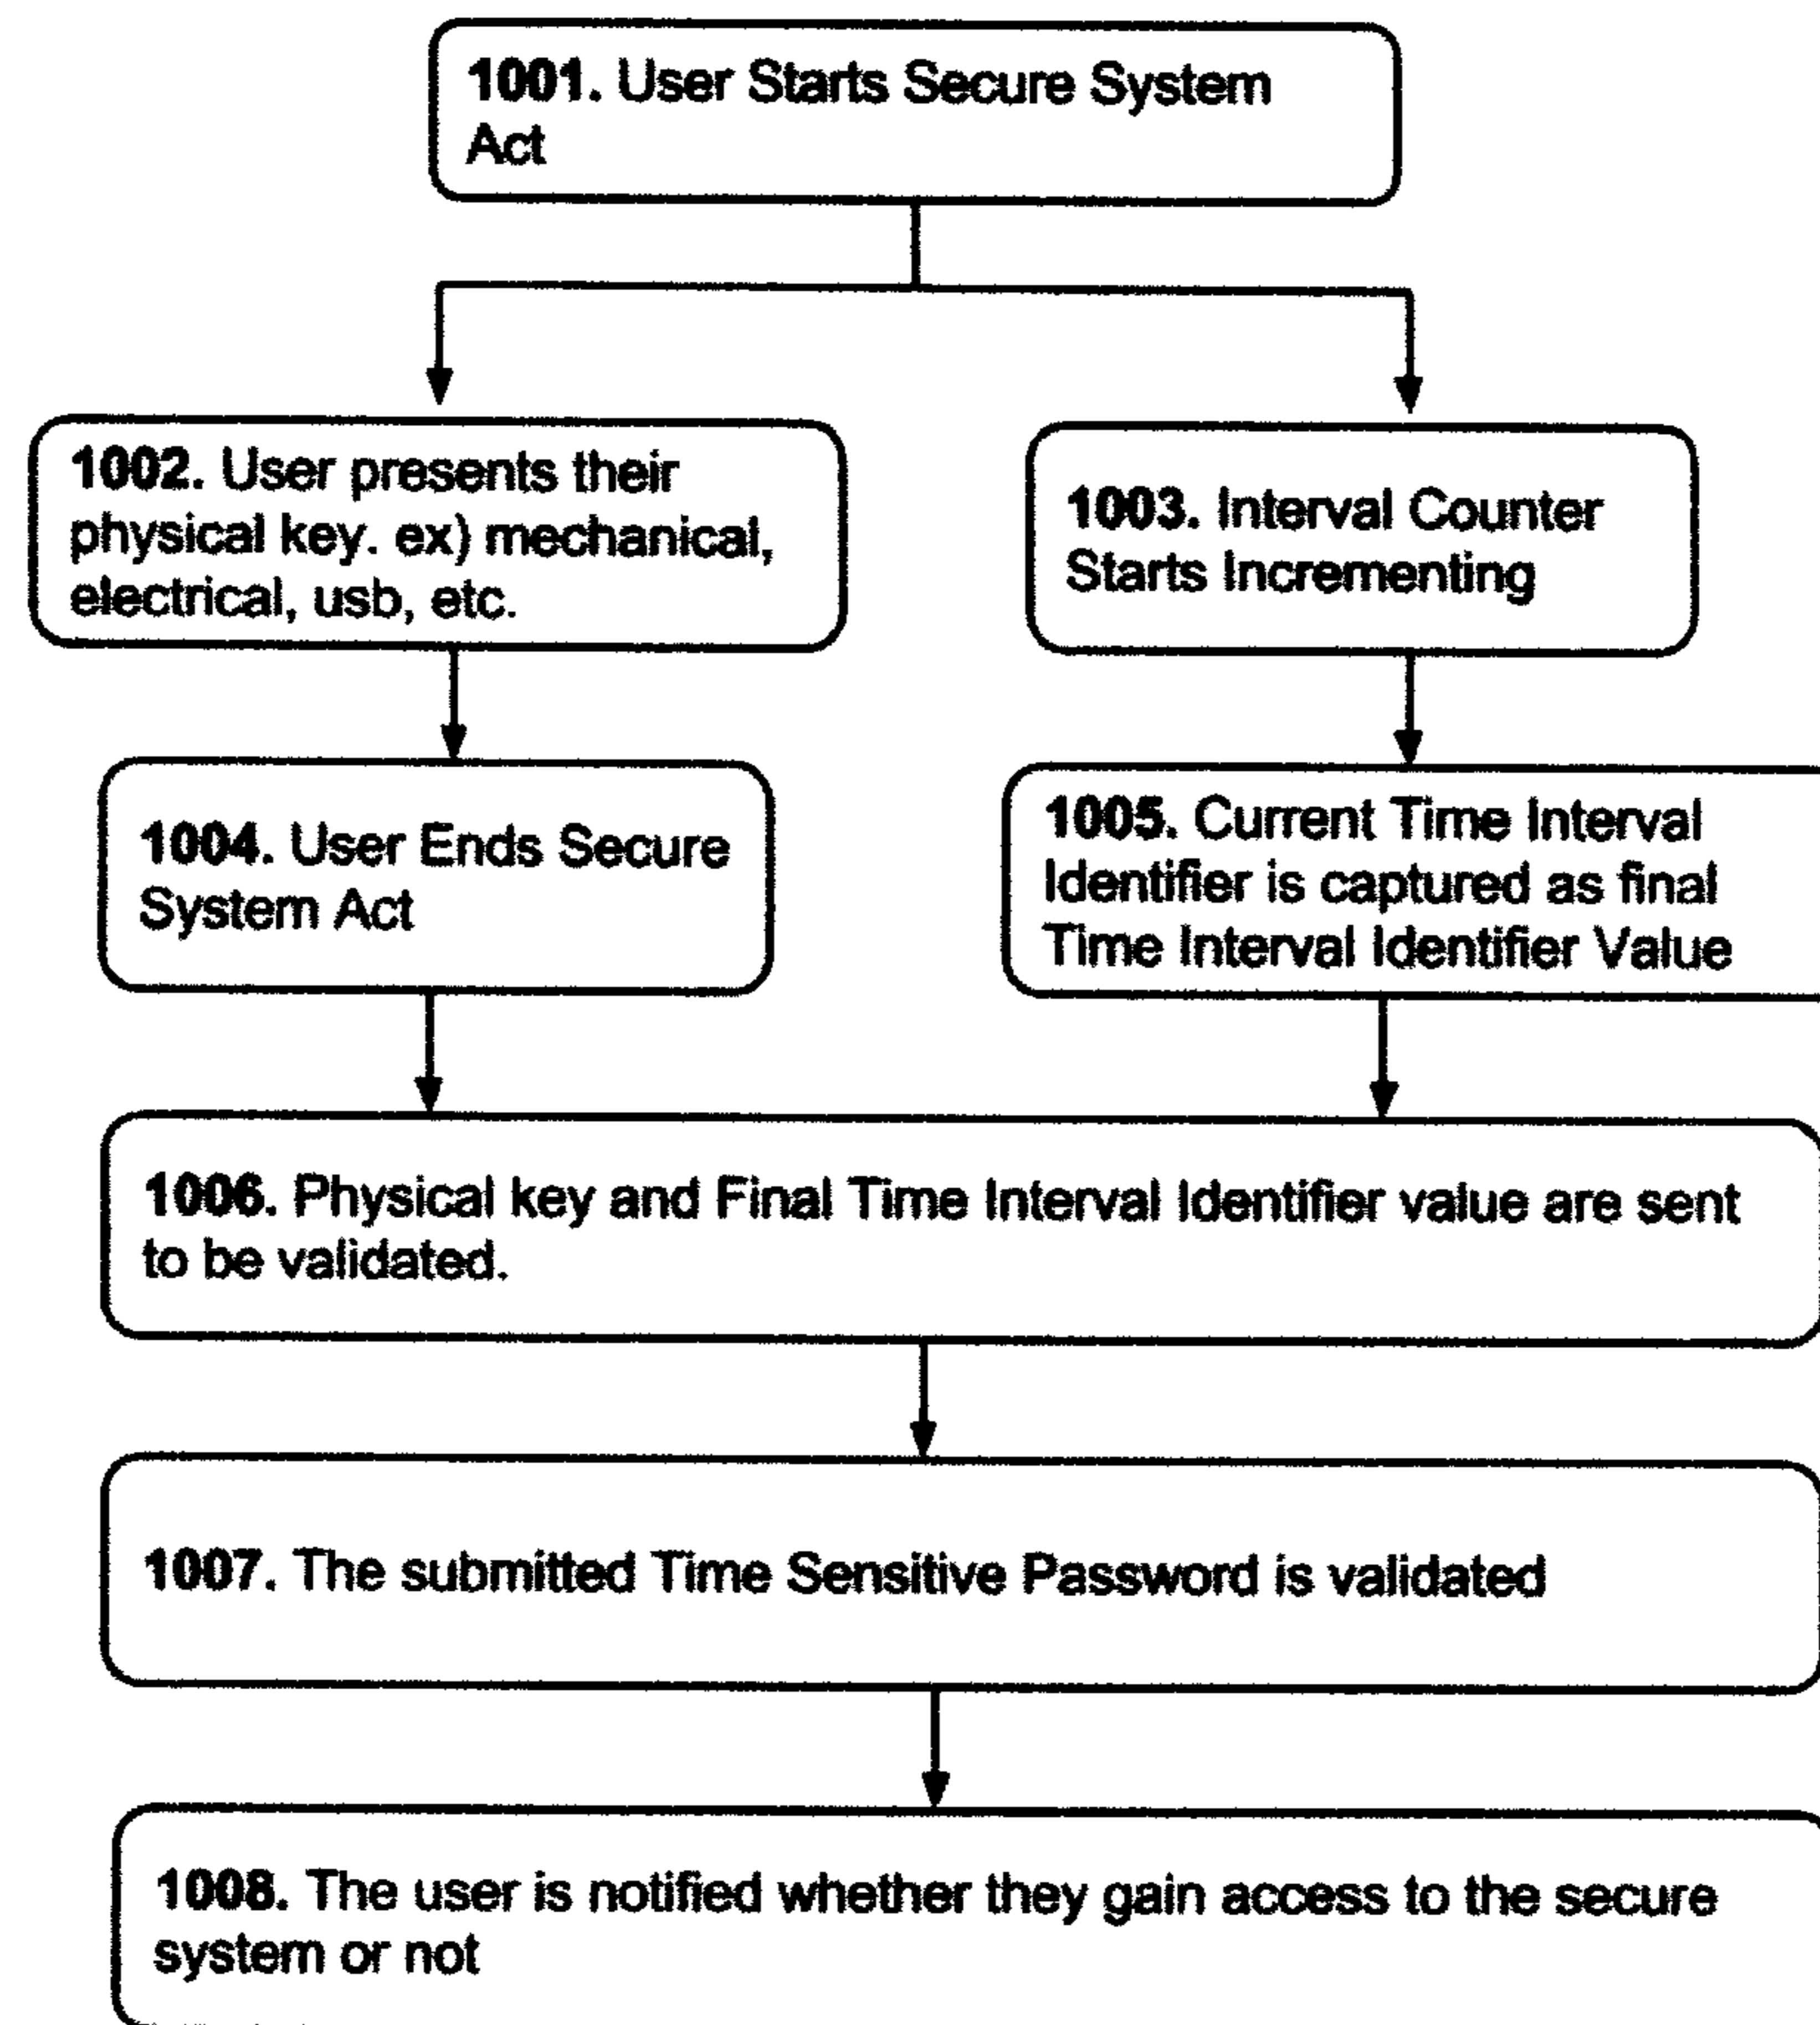 1001. User Starts Secure System
Act
1002. User presents their
physical key. ex) mechanical,
electrical, usb, etc.
1003. Interval Counter
Starts Incrementing
1004. User Ends Secure
System Act
1005. Current Time Interval
Identifier is captured as final
Time Interval Identifier Value
1006. Physical key and Final Time Interval Identifier value are sent
to be validated.
1007. The submitted Time Sensitive Password is validated
1008. The user is notified whether they gain access to the secure
system or not